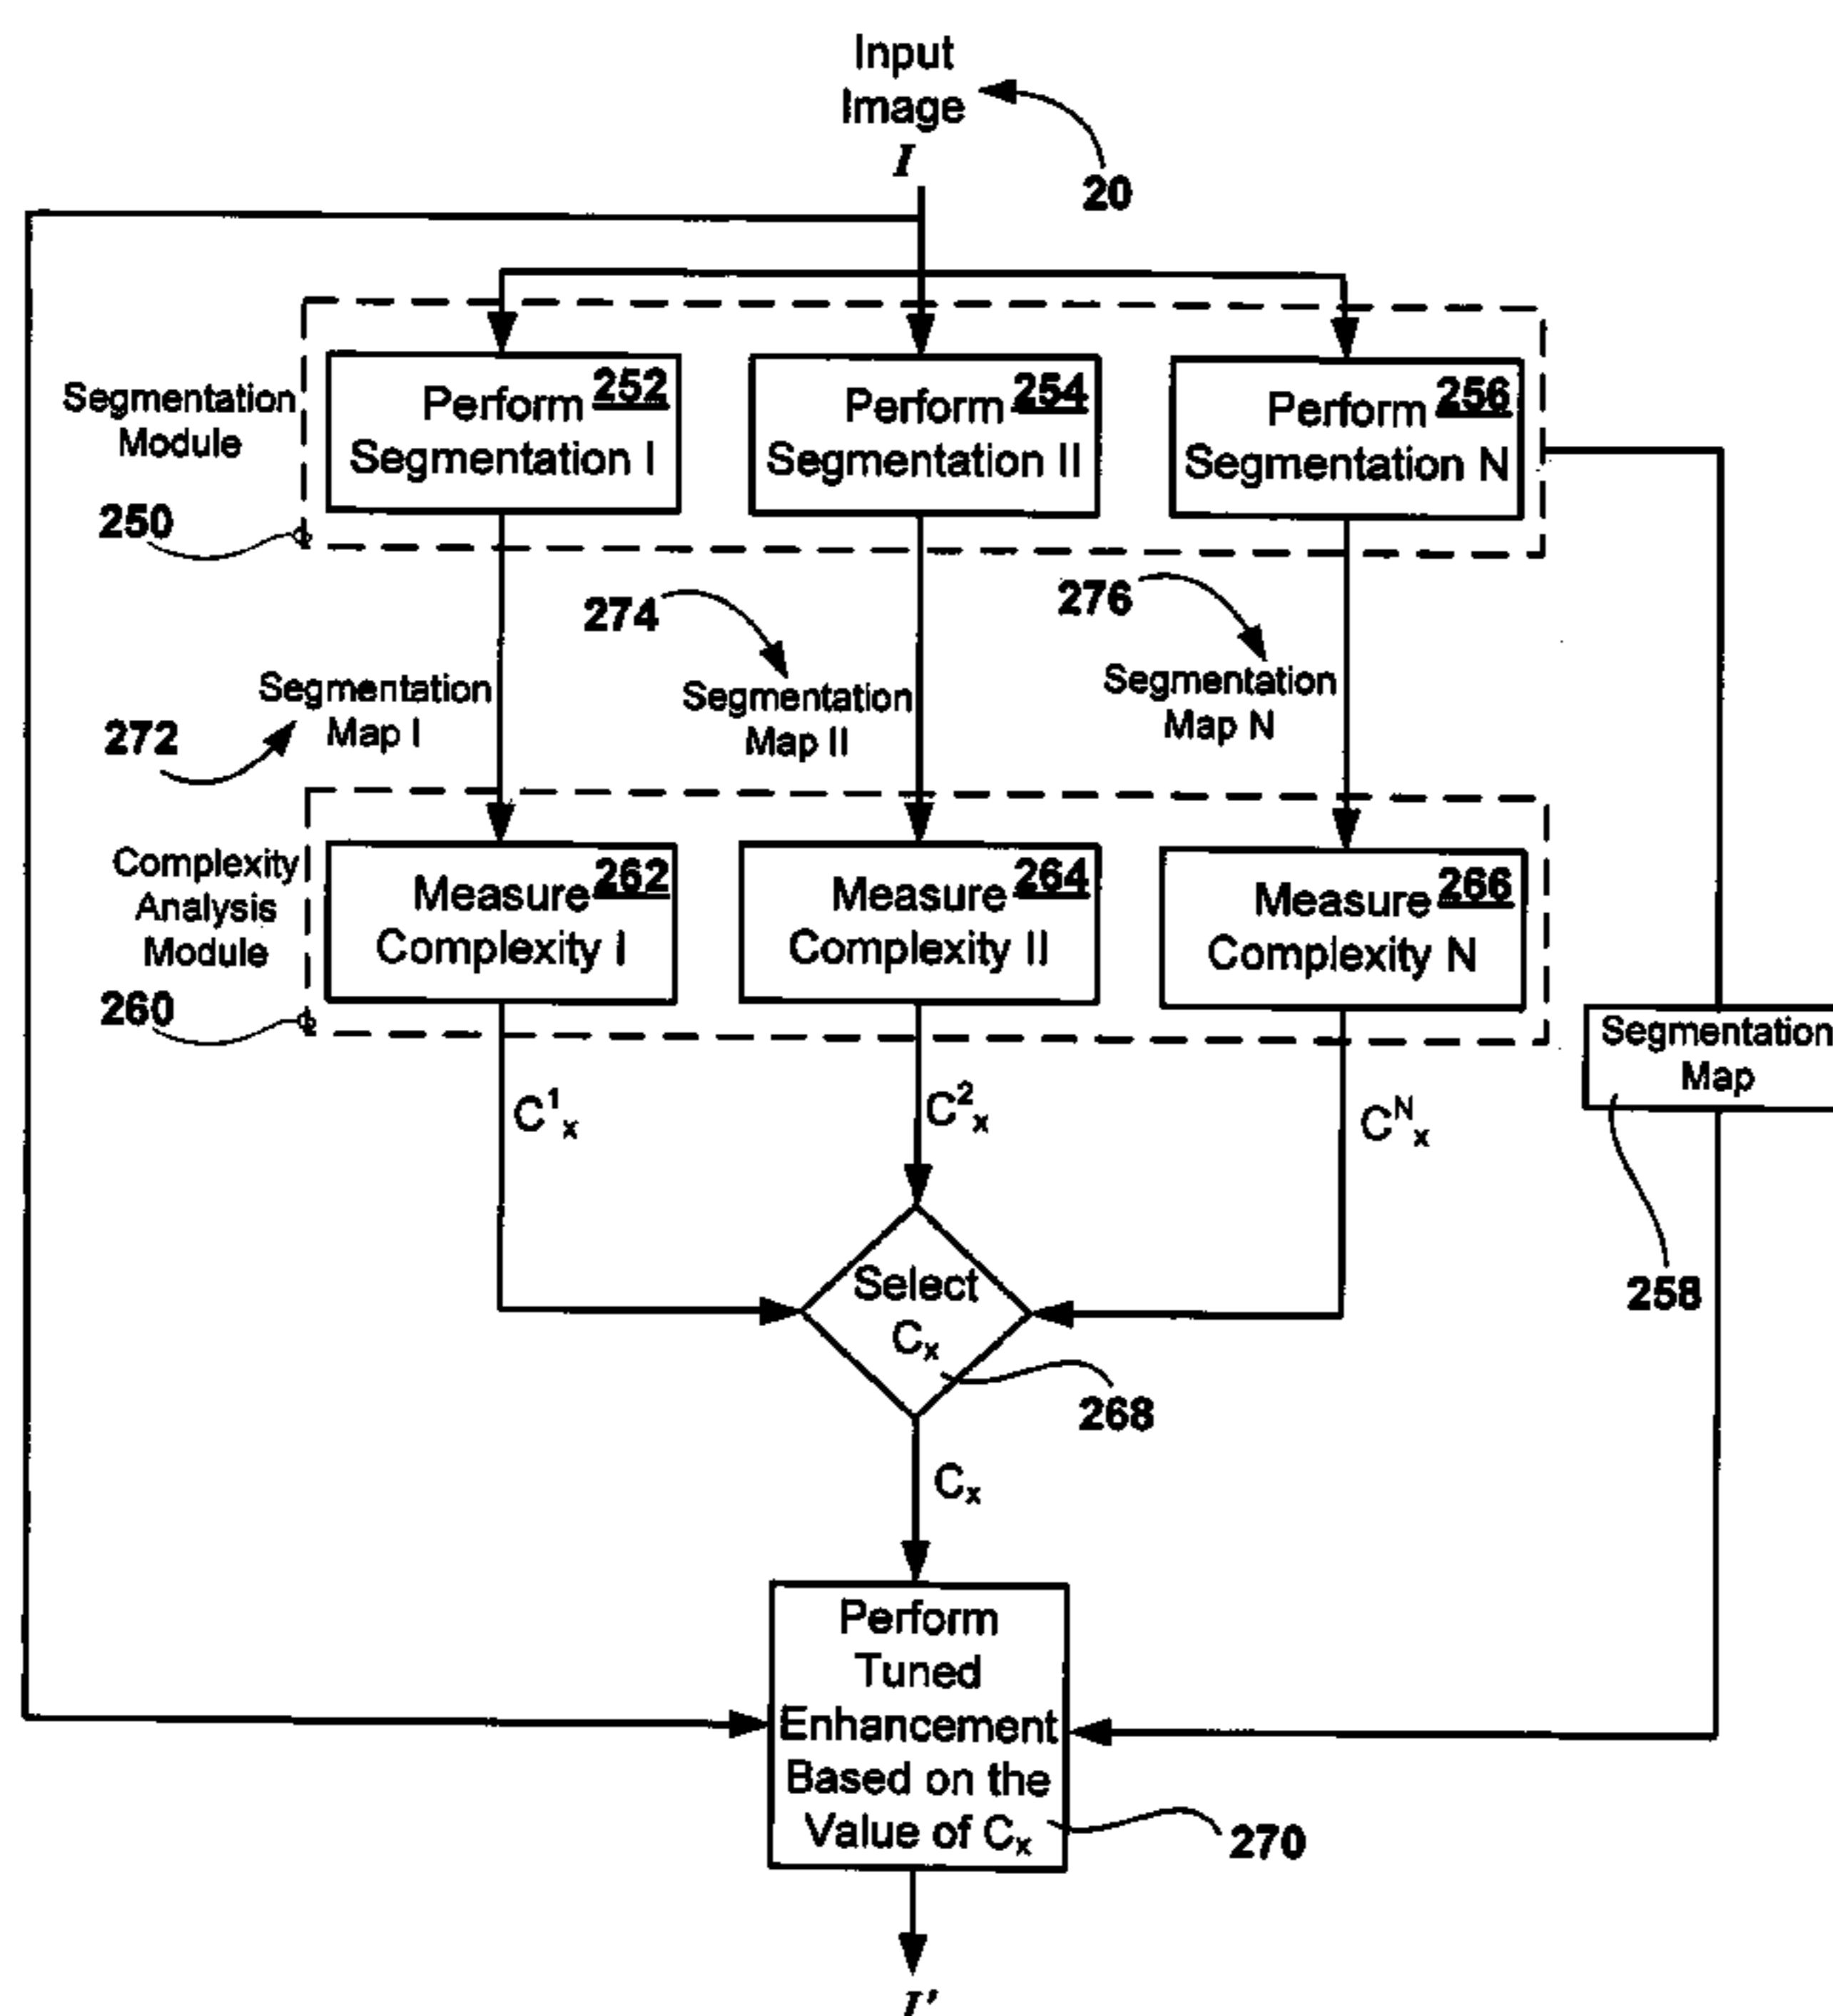 Input
Image
I
20
Segmentation
Module
250
Perform 252
Segmentation I
Perform 254
Segmentation II
Perform 256
Segmentation N
272
Segmentation
Map I
274
Segmentation
Map II
276
Segmentation
Map N
Complexity
Analysis
Module
260
Measure 262
Complexity I
Measure 264
Complexity II
Measure 266
Complexity N
Segmentation
Map
258
C¹ₓ
C²ₓ
Cᴺₓ
Select
Cₓ
268
Cₓ
Perform
Tuned
Enhancement
Based on the
Value of Cₓ
270
I'